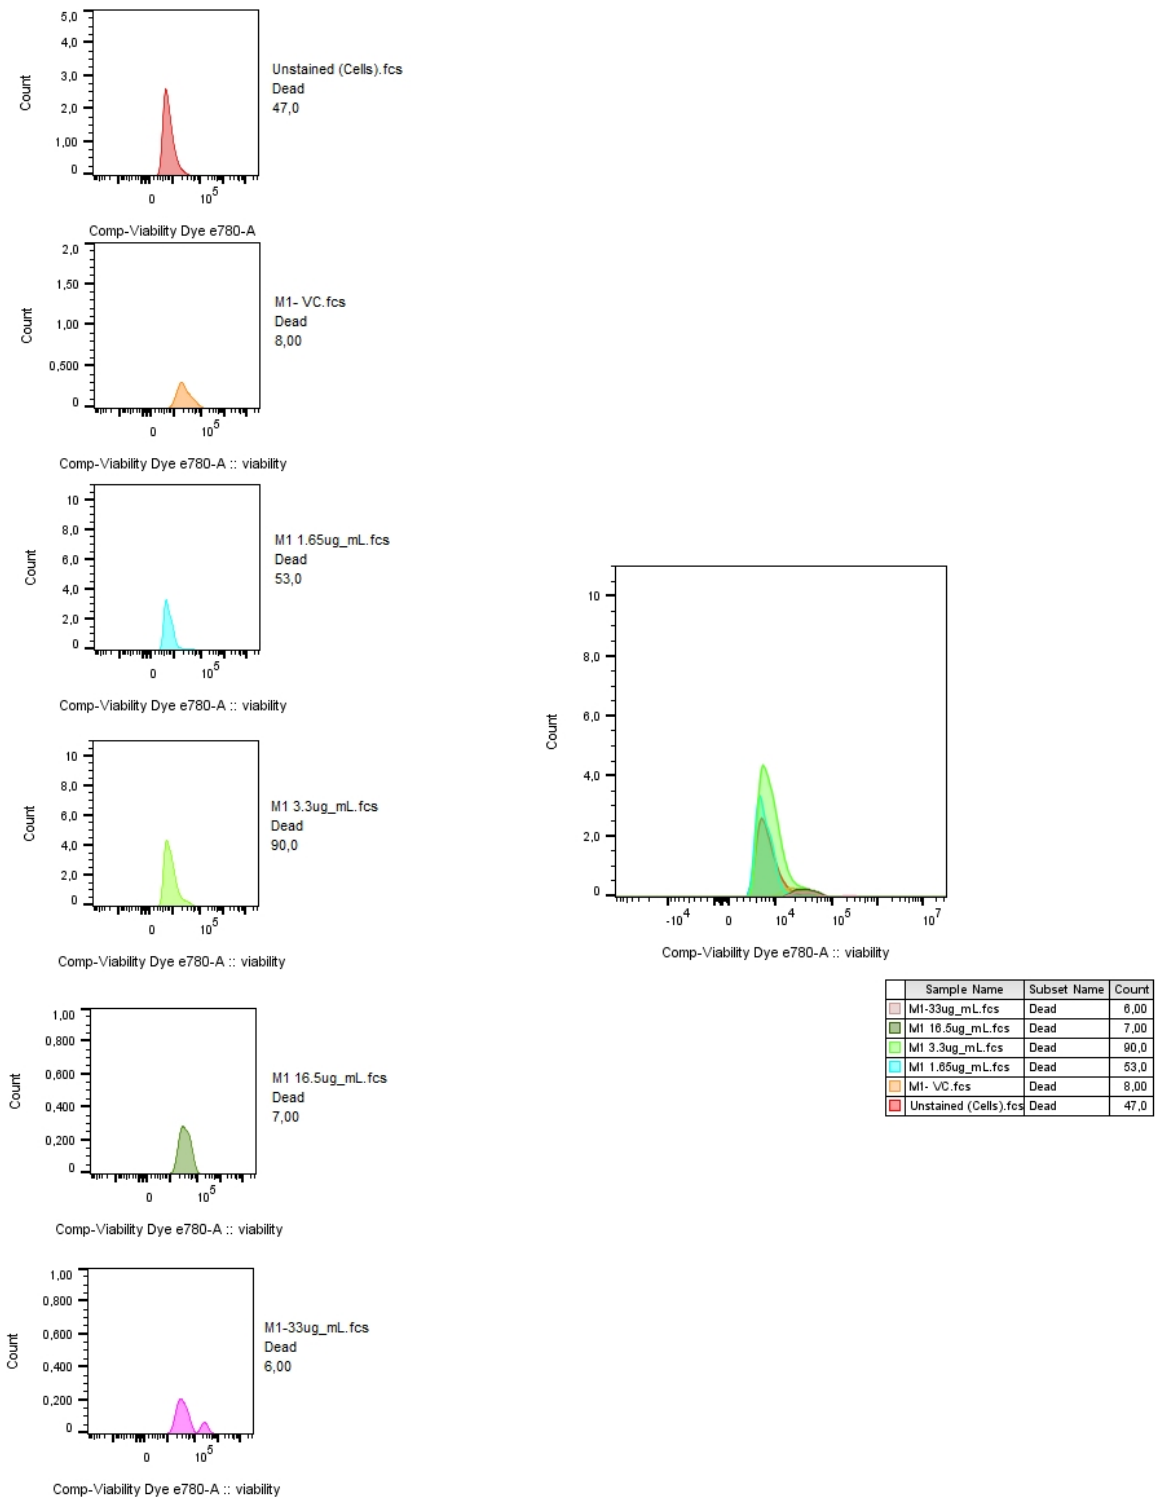 5,0
4,0
3,0
2,0
1,00
0
Count
0 10^5
Comp-Viability Dye e780-A
Unstained (Cells).fcs
Dead
47,0
2,0
1,50
1,00
0,500
0
Count
0 10^5
Comp-Viability Dye e780-A :: viability
M1- VC.fcs
Dead
8,00
10
8,0
6,0
4,0
2,0
0
Count
0 10^5
Comp-Viability Dye e780-A :: viability
M1 1.65ug_mL.fcs
Dead
53,0
10
8,0
6,0
4,0
2,0
0
Count
0 10^5
Comp-Viability Dye e780-A :: viability
M1 3.3ug_mL.fcs
Dead
90,0
1,00
0,800
0,600
0,400
0,200
0
Count
0 10^5
Comp-Viability Dye e780-A :: viability
M1 16.5ug_mL.fcs
Dead
7,00
1,00
0,800
0,600
0,400
0,200
0
Count
0 10^5
Comp-Viability Dye e780-A :: viability
M1-33ug_mL.fcs
Dead
6,00
10
8,0
6,0
4,0
2,0
0
Count
-10^4 0 10^4 10^5 10^7
Comp-Viability Dye e780-A :: viability
Sample Name Subset Name Count
M1-33ug_mL.fcs Dead 6,00
M1 16.5ug_mL.fcs Dead 7,00
M1 3.3ug_mL.fcs Dead 90,0
M1 1.65ug_mL.fcs Dead 53,0
M1- VC.fcs Dead 8,00
Unstained (Cells).fcs Dead 47,0